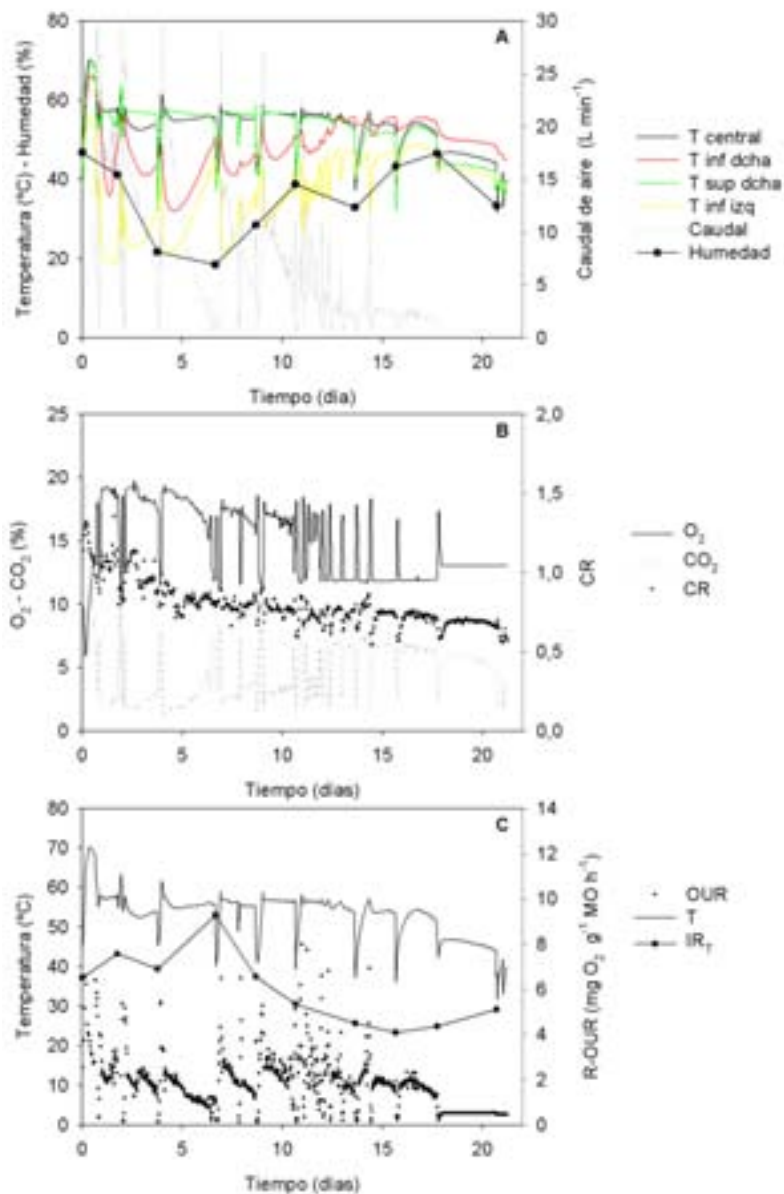 A
80
60
40
20
0
Temperatura (ºC) - Humedad (%)
30
25
20
15
10
5
0
Caudal de aire (L min⁻¹)
0 5 10 15 20
Tiempo (día)
T central
T inf dcha
T sup dcha
T inf izq
Caudal
Humedad
B
25
20
15
10
5
0
O₂ - CO₂ (%)
2,0
1,5
1,0
0,5
0,0
CR
0 5 10 15 20
Tiempo (días)
O₂
CO₂
CR
C
80
70
60
50
40
30
20
10
0
Temperatura (ºC)
14
12
10
8
6
4
2
0
R-OUR (mg O₂ g⁻¹ MO h⁻¹)
0 5 10 15 20
Tiempo (días)
OUR
T
IR_T